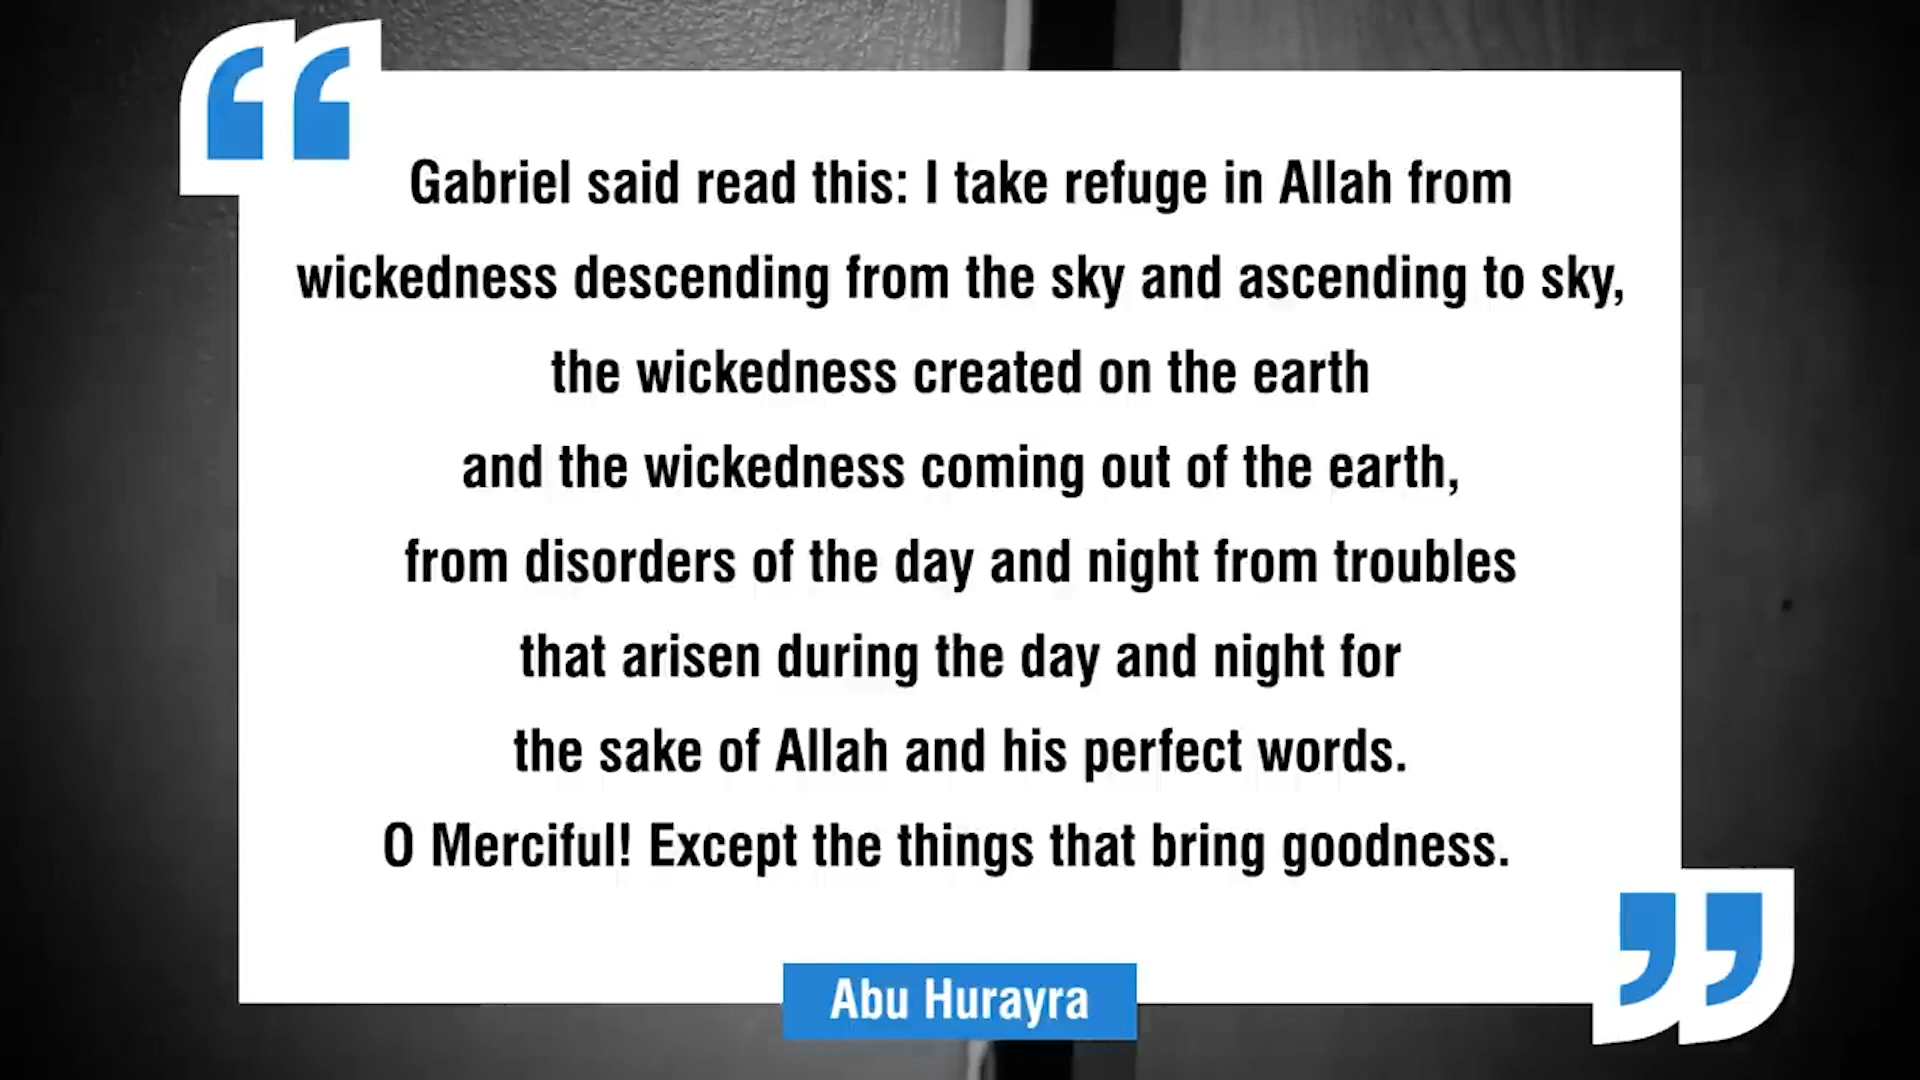 Gabriel said read this: I take refuge in Allah from
wickedness descending from the sky and ascending to sky,
the wickedness created on the earth
and the wickedness coming out of the earth,
from disorders of the day and night from troubles
that arisen during the day and night for
the sake of Allah and his perfect words.
O Merciful! Except the things that bring goodness.
Abu Hurayra